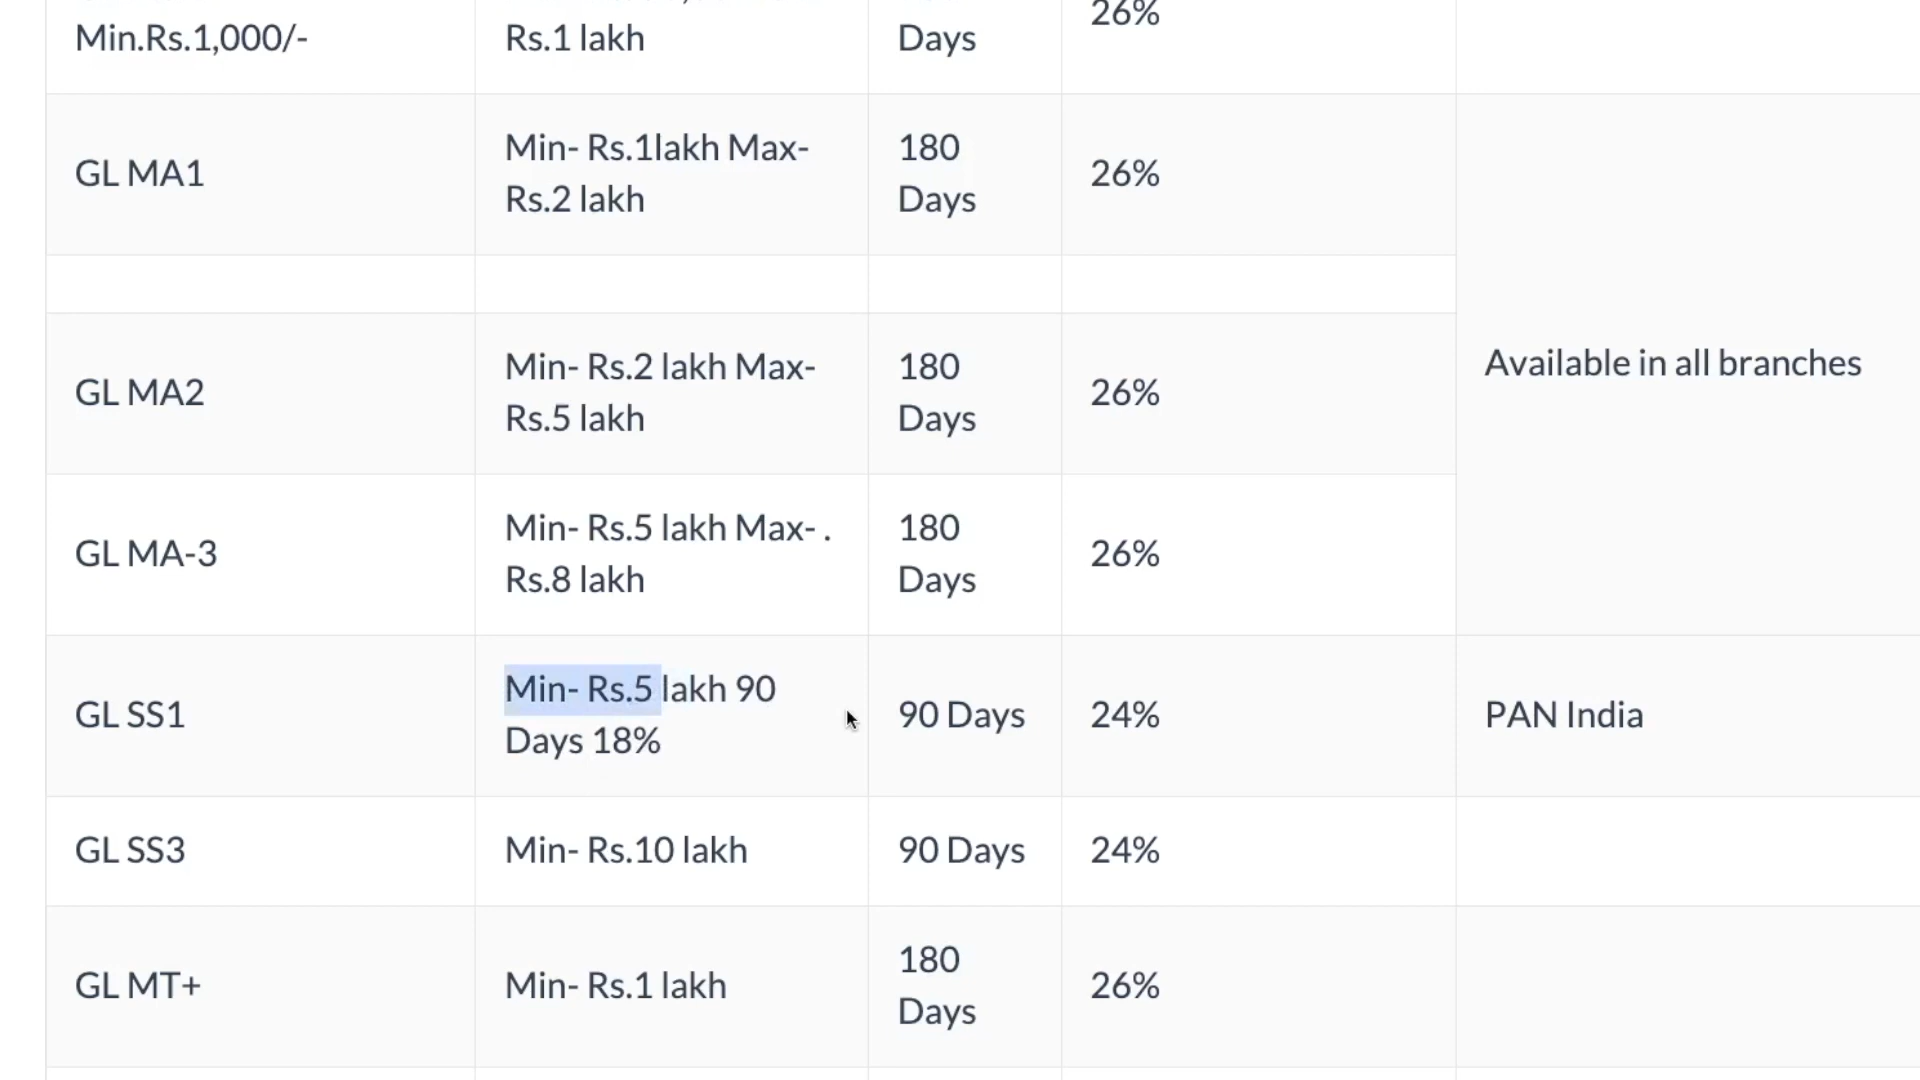 Min.Rs.1,000/-
Rs.1 lakh
Days
26%
GL MA1
Min- Rs.1lakh Max-
Rs.2 lakh
180
Days
26%
Available in all branches
GL MA2
Min- Rs.2 lakh Max-
Rs.5 lakh
180
Days
26%
GL MA-3
Min- Rs.5 lakh Max- .
Rs.8 lakh
180
Days
26%
GL SS1
Min- Rs.5 lakh 90
Days 18%
90 Days
24%
PAN India
GL SS3
Min- Rs.10 lakh
90 Days
24%
GL MT+
Min- Rs.1 lakh
180
Days
26%